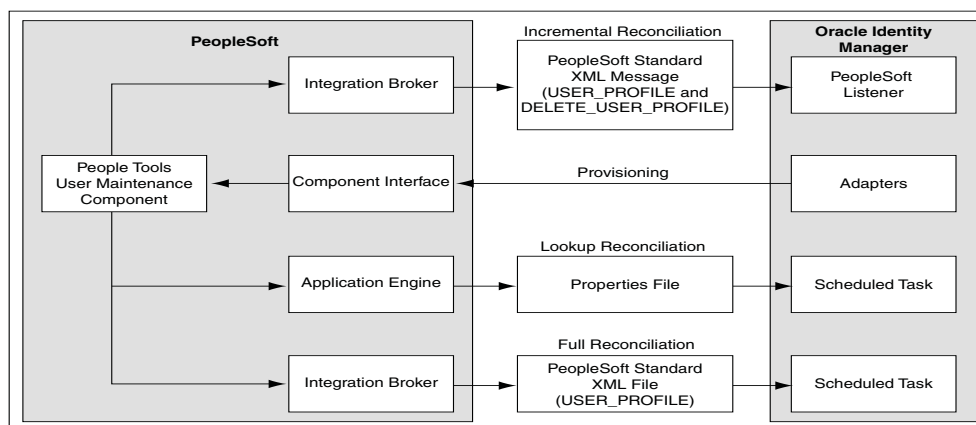 PeopleSoft
Incremental Reconciliation
Oracle Identity
Manager
Integration Broker
PeopleSoft Standard
XML Message
(USER_PROFILE and
DELETE_USER_PROFILE)
PeopleSoft
Listener
People Tools
User Maintenance
Component
Component Interface
Provisioning
Adapters
Lookup Reconciliation
Application Engine
Properties File
Scheduled Task
Full Reconciliation
Integration Broker
PeopleSoft Standard
XML File
(USER_PROFILE)
Scheduled Task